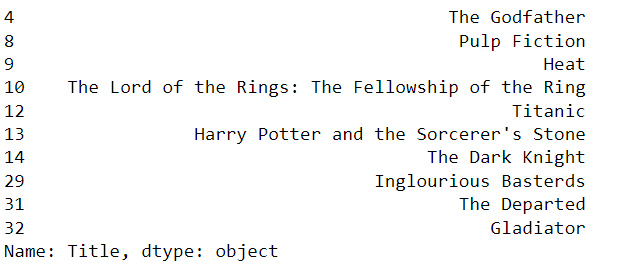 4 The Godfather
8 Pulp Fiction
9 Heat
10 The Lord of the Rings: The Fellowship of the Ring
12 Titanic
13 Harry Potter and the Sorcerer's Stone
14 The Dark Knight
29 Inglourious Basterds
31 The Departed
32 Gladiator
Name: Title, dtype: object